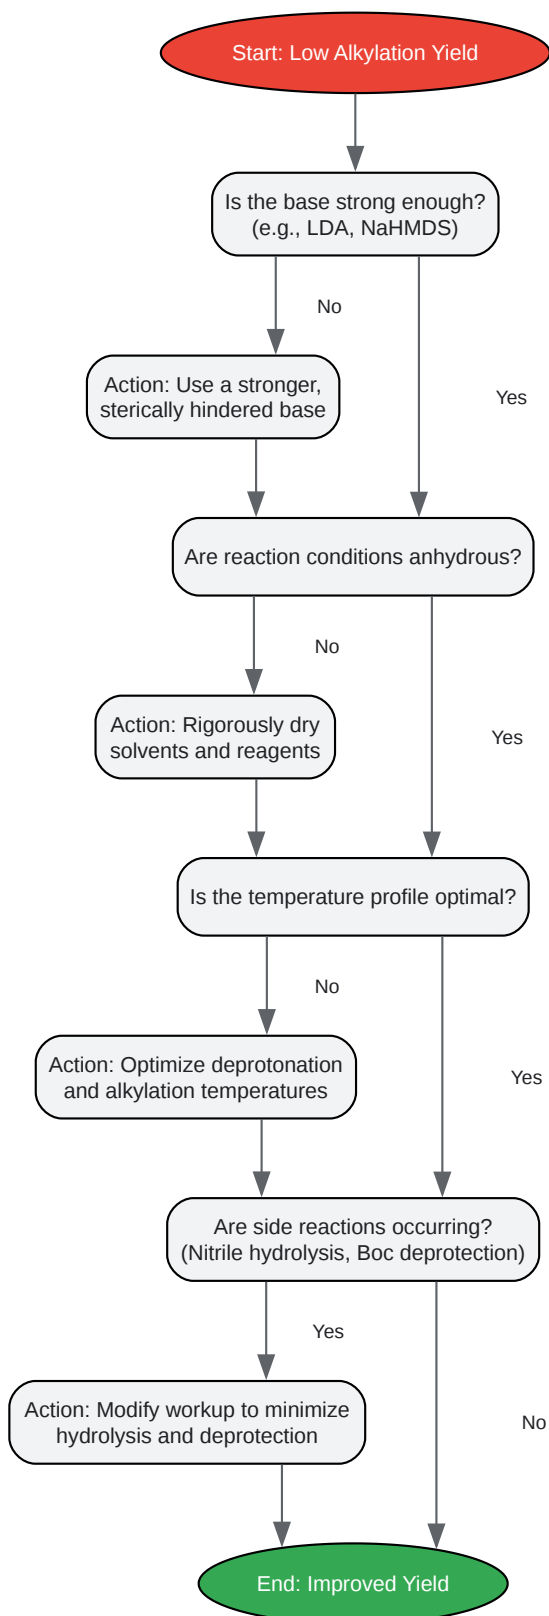 Start: Low Alkylation Yield
Is the base strong enough?
(e.g., LDA, NaHMDS)
No
Action: Use a stronger,
sterically hindered base
Yes
Are reaction conditions anhydrous?
No
Action: Rigorously dry
solvents and reagents
Yes
Is the temperature profile optimal?
No
Action: Optimize deprotonation
and alkylation temperatures
Yes
Are side reactions occurring?
(Nitrile hydrolysis, Boc deprotection)
Yes
Action: Modify workup to minimize
hydrolysis and deprotection
No
End: Improved Yield